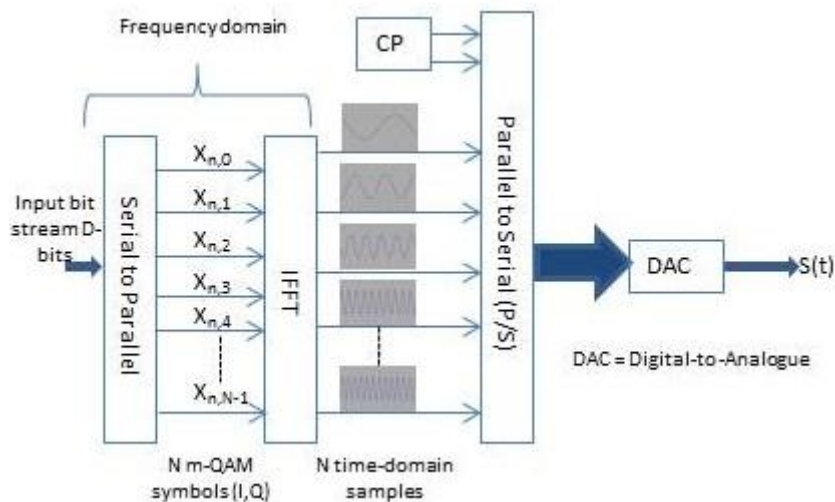 Frequency domain
CP
Input bit
stream D-
bits
Serial to Parallel
X n,0
X n,1
X n,2
X n,3
X n,4
X n,N-1
IFFT
Parallel to Serial (P/S)
DAC
S(t)
DAC = Digital-to-Analogue
N m-QAM
symbols (I,Q)
N time-domain
samples